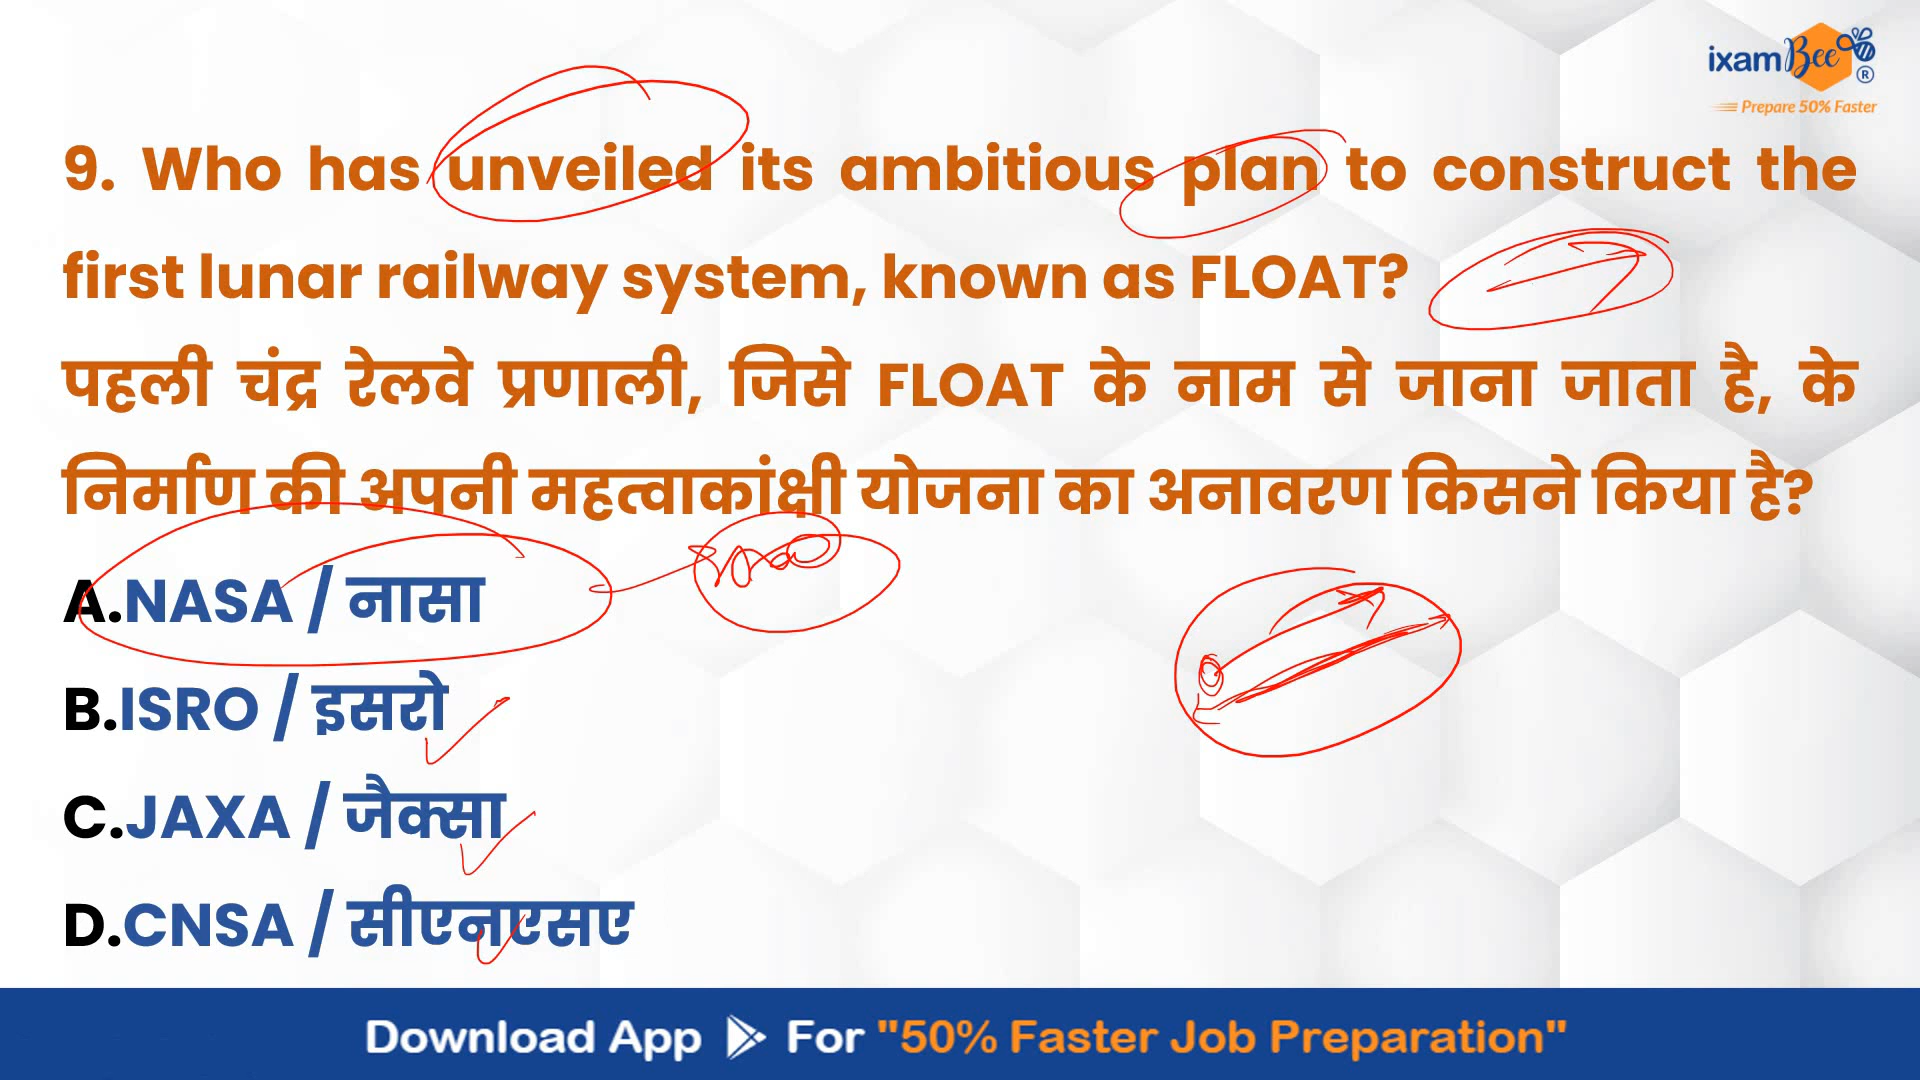 ixamBee®
Prepare 50% Faster
9. Who has unveiled its ambitious plan to construct the
first lunar railway system, known as FLOAT?
पहली चंद्र रेलवे प्रणाली, जिसे FLOAT के नाम से जाना जाता है, के
निर्माण की अपनी महत्वाकांक्षी योजना का अनावरण किसने किया है?
A.NASA / नासा
B.ISRO / इसरो
C.JAXA / जैक्सा
D.CNSA / सीएनएसए
Download App For "50% Faster Job Preparation"